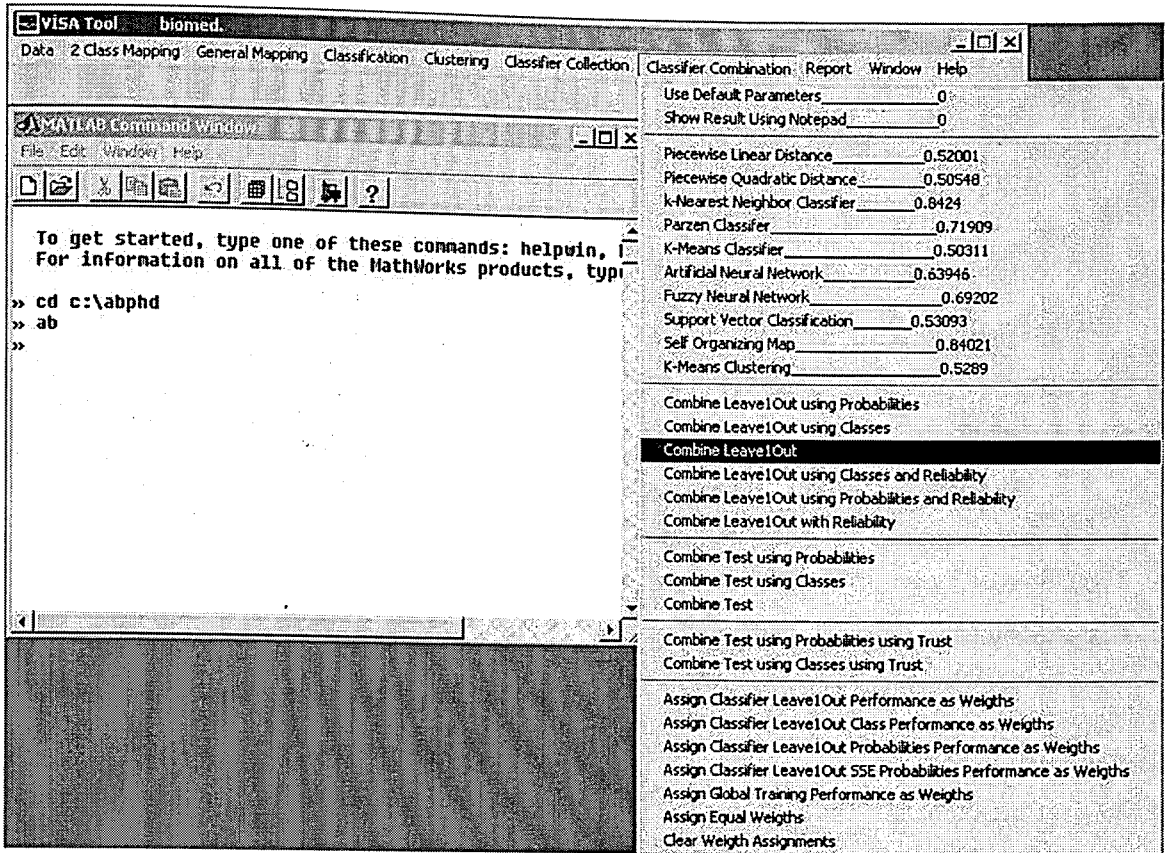 ViSA Tool biomed.
Data 2 Class Mapping General Mapping Classification Clustering Classifier Collection Classifier Combination Report Window Help
MATLAB Command Window
File Edit Window Help
To get started, type one of these commands: helpwin,
For information on all of the MathWorks products, typ
» cd c:\abphd
» ab
»
Use Default Parameters 0
Show Result Using Notepad 0
Piecewise Linear Distance 0.52001
Piecewise Quadratic Distance 0.50548
k-Nearest Neighbor Classifier 0.8424
Parzen Classifer 0.71909
K-Means Classifier 0.50311
Artificial Neural Network 0.63946
Fuzzy Neural Network 0.69202
Support Vector Classification 0.53093
Self Organizing Map 0.84021
K-Means Clustering 0.5289
Combine Leave1Out using Probabilities
Combine Leave1Out using Classes
Combine Leave1Out
Combine Leave1Out using Classes and Reliability
Combine Leave1Out using Probabilities and Reliability
Combine Leave1Out with Reliability
Combine Test using Probabilities
Combine Test using Classes
Combine Test
Combine Test using Probabilities using Trust
Combine Test using Classes using Trust
Assign Classifier Leave1Out Performance as Weigths
Assign Classifier Leave1Out Class Performance as Weigths
Assign Classifier Leave1Out Probabilities Performance as Weigths
Assign Classifier Leave1Out SSE Probabilities Performance as Weigths
Assign Global Training Performance as Weigths
Assign Equal Weigths
Clear Weigth Assignments